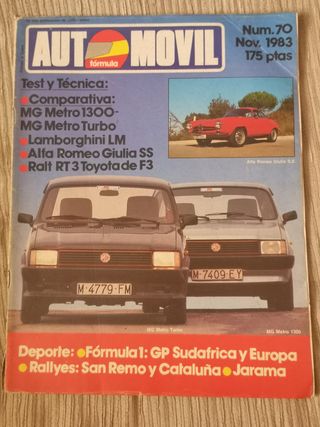 AUTOMOVIL
fórmula
Num.70
Nov. 1983
175 ptas
Test y Técnica:
Comparativa:
MG Metro 1300-
MG Metro Turbo
Lamborghini LM
Alfa Romeo Giulia SS
Ralt RT 3 Toyota de F3
Alfa Romeo Giulia S.S.
M-4779-FM
M-7409-EY
MG Metro Turbo
MG Metro 1300
Deporte: Fórmula 1: GP Sudafrica y Europa
Rallyes: San Remo y Cataluña Jarama